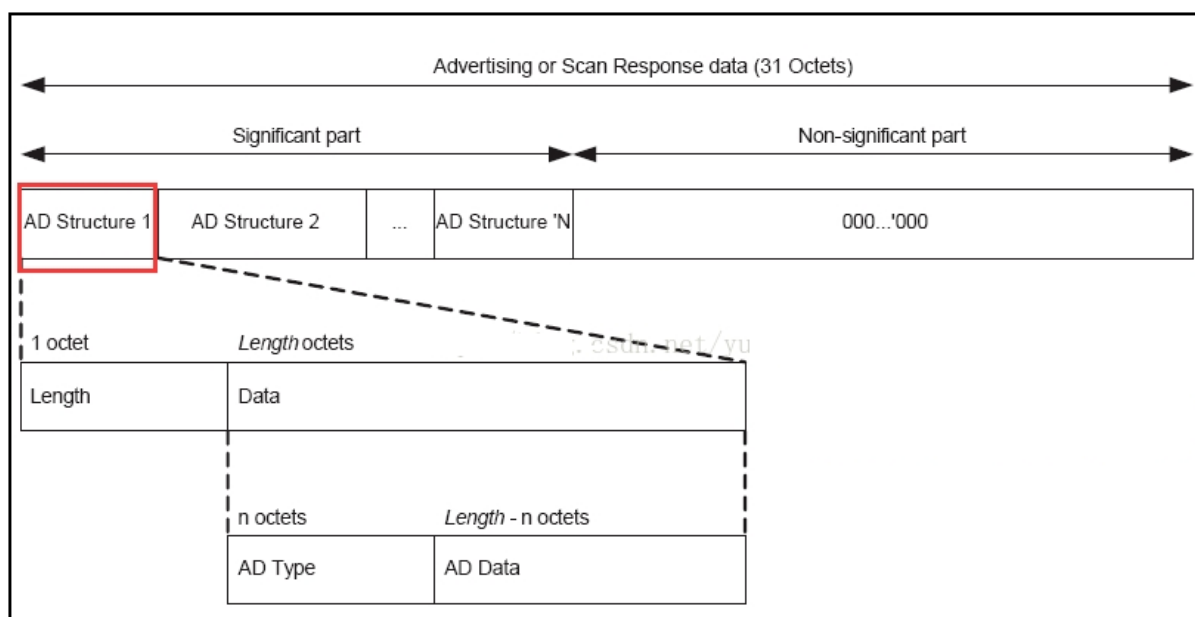 Advertising or Scan Response data (31 Octets)
Significant part
Non-significant part
AD Structure 1
AD Structure 2
...
AD Structure 'N
000...'000
1 octet
Length octets
Length
Data
n octets
Length - n octets
AD Type
AD Data